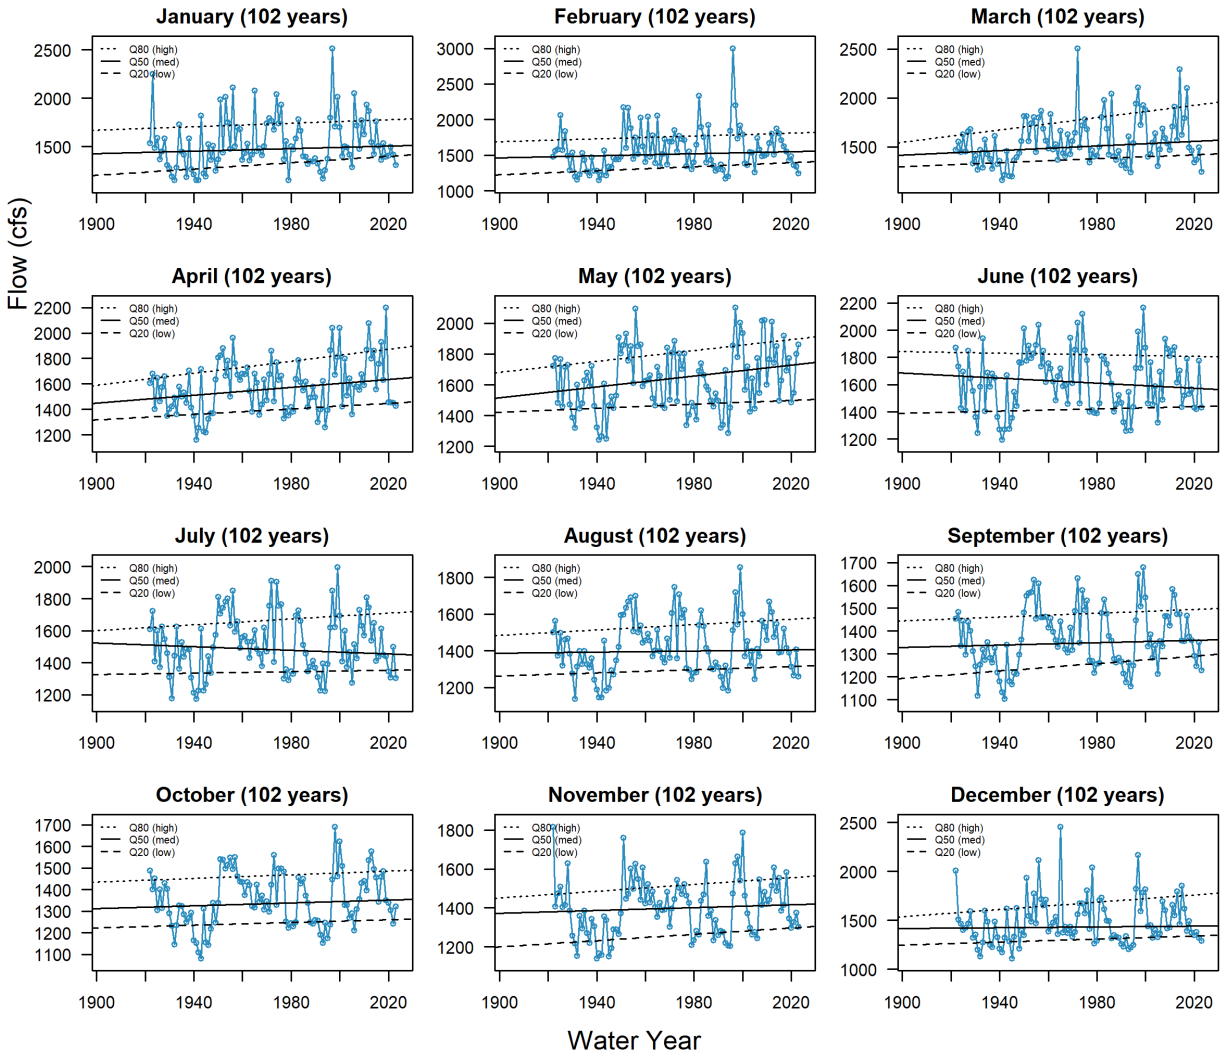 January (102 years)
2500
2000
1500
Q80 (high)
Q50 (med)
Q20 (low)
1900
1940
1980
2020
February (102 years)
3000
2500
2000
1500
1000
Q80 (high)
Q50 (med)
Q20 (low)
1900
1940
1980
2020
March (102 years)
2500
2000
1500
Q80 (high)
Q50 (med)
Q20 (low)
1900
1940
1980
2020
Flow (cfs)
April (102 years)
2200
2000
1800
1600
1400
1200
Q80 (high)
Q50 (med)
Q20 (low)
1900
1940
1980
2020
May (102 years)
2000
1800
1600
1400
1200
Q80 (high)
Q50 (med)
Q20 (low)
1900
1940
1980
2020
June (102 years)
2200
2000
1800
1600
1400
1200
Q80 (high)
Q50 (med)
Q20 (low)
1900
1940
1980
2020
July (102 years)
2000
1800
1600
1400
1200
Q80 (high)
Q50 (med)
Q20 (low)
1900
1940
1980
2020
August (102 years)
1800
1600
1400
1200
Q80 (high)
Q50 (med)
Q20 (low)
1900
1940
1980
2020
September (102 years)
1700
1600
1500
1400
1300
1200
1100
Q80 (high)
Q50 (med)
Q20 (low)
1900
1940
1980
2020
October (102 years)
1700
1600
1500
1400
1300
1200
1100
Q80 (high)
Q50 (med)
Q20 (low)
1900
1940
1980
2020
November (102 years)
1800
1600
1400
1200
Q80 (high)
Q50 (med)
Q20 (low)
1900
1940
1980
2020
December (102 years)
2500
2000
1500
1000
Q80 (high)
Q50 (med)
Q20 (low)
1900
1940
1980
2020
Water Year